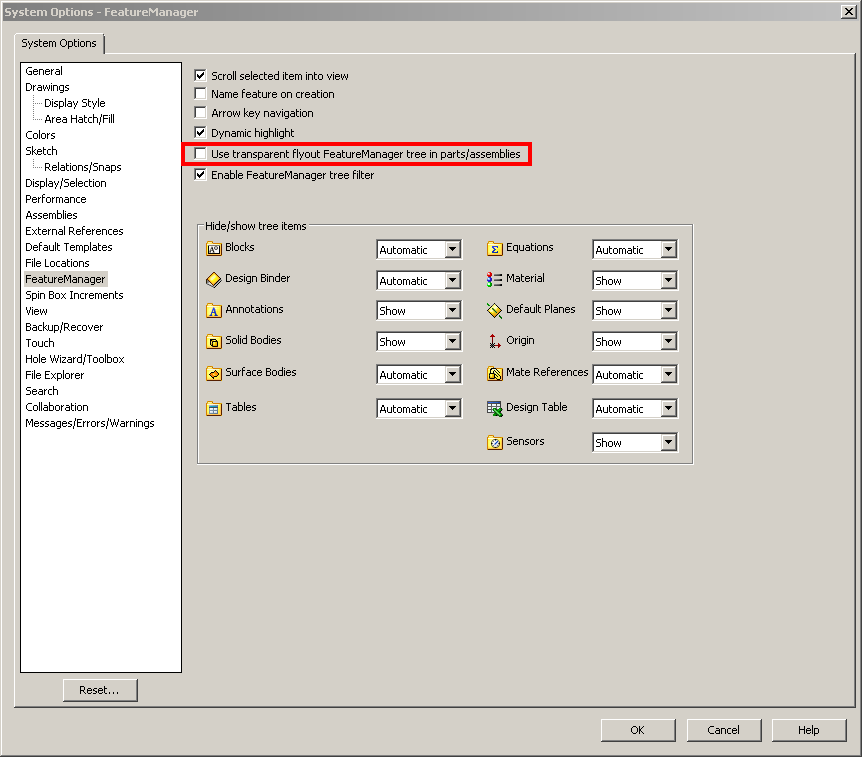 System Options - FeatureManager
System Options
General
Drawings
Display Style
Area Hatch/Fill
Colors
Sketch
Relations/Snaps
Display/Selection
Performance
Assemblies
External References
Default Templates
File Locations
FeatureManager
Spin Box Increments
View
Backup/Recover
Touch
Hole Wizard/Toolbox
File Explorer
Search
Collaboration
Messages/Errors/Warnings
Reset...
Scroll selected item into view
Name feature on creation
Arrow key navigation
Dynamic highlight
Use transparent flyout FeatureManager tree in parts/assemblies
Enable FeatureManager tree filter
Hide/show tree items
Blocks Automatic Equations Automatic
Design Binder Automatic Material Show
Annotations Show Default Planes Show
Solid Bodies Show Origin Show
Surface Bodies Automatic Mate References Automatic
Tables Automatic Design Table Automatic
Sensors Show
OK Cancel Help